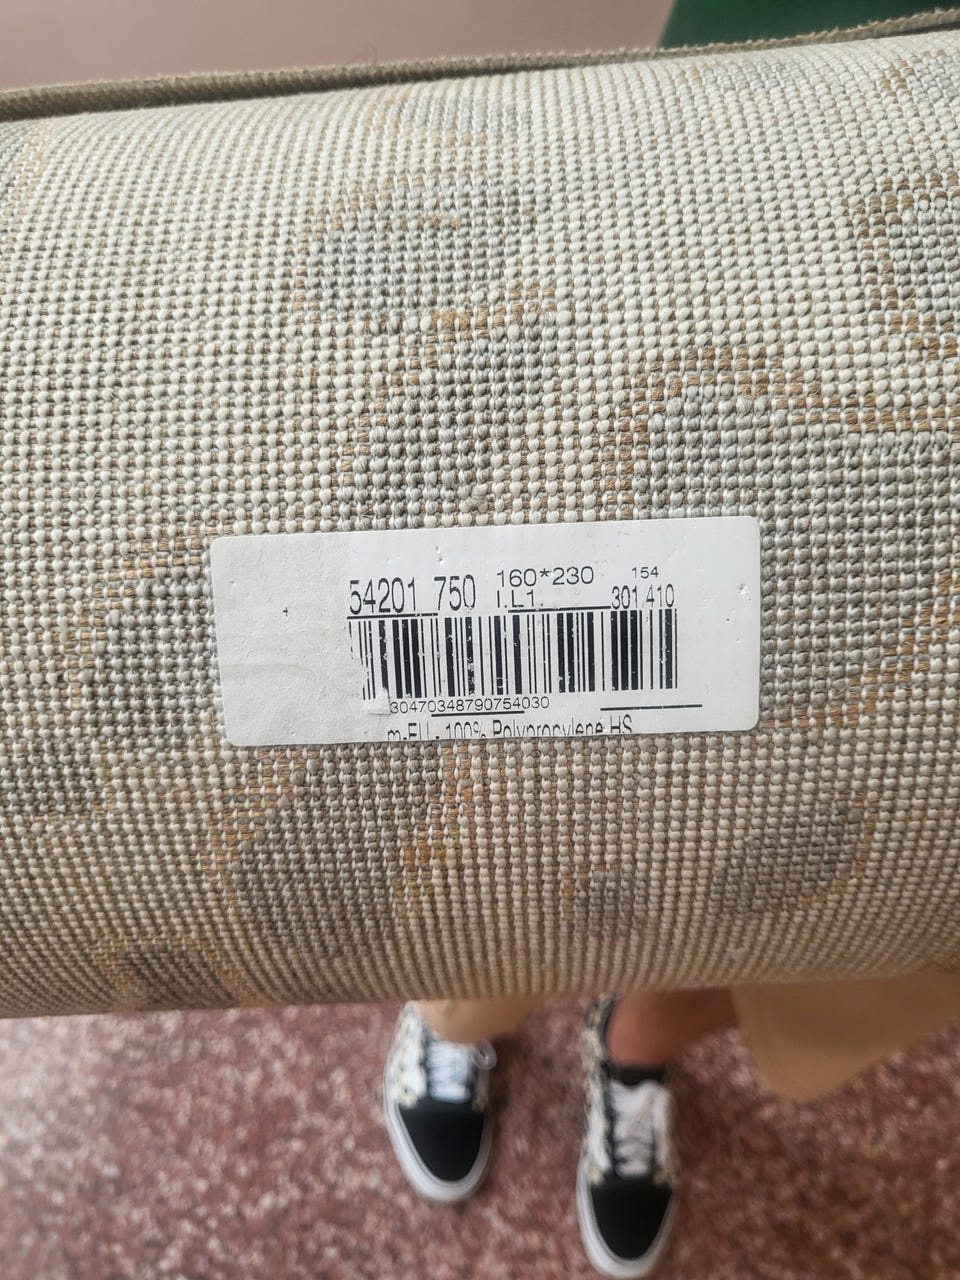 160*230 154
54201 750 I.L1. 301.410
30470348790754030
m-EU - 100% Polypropylene HS